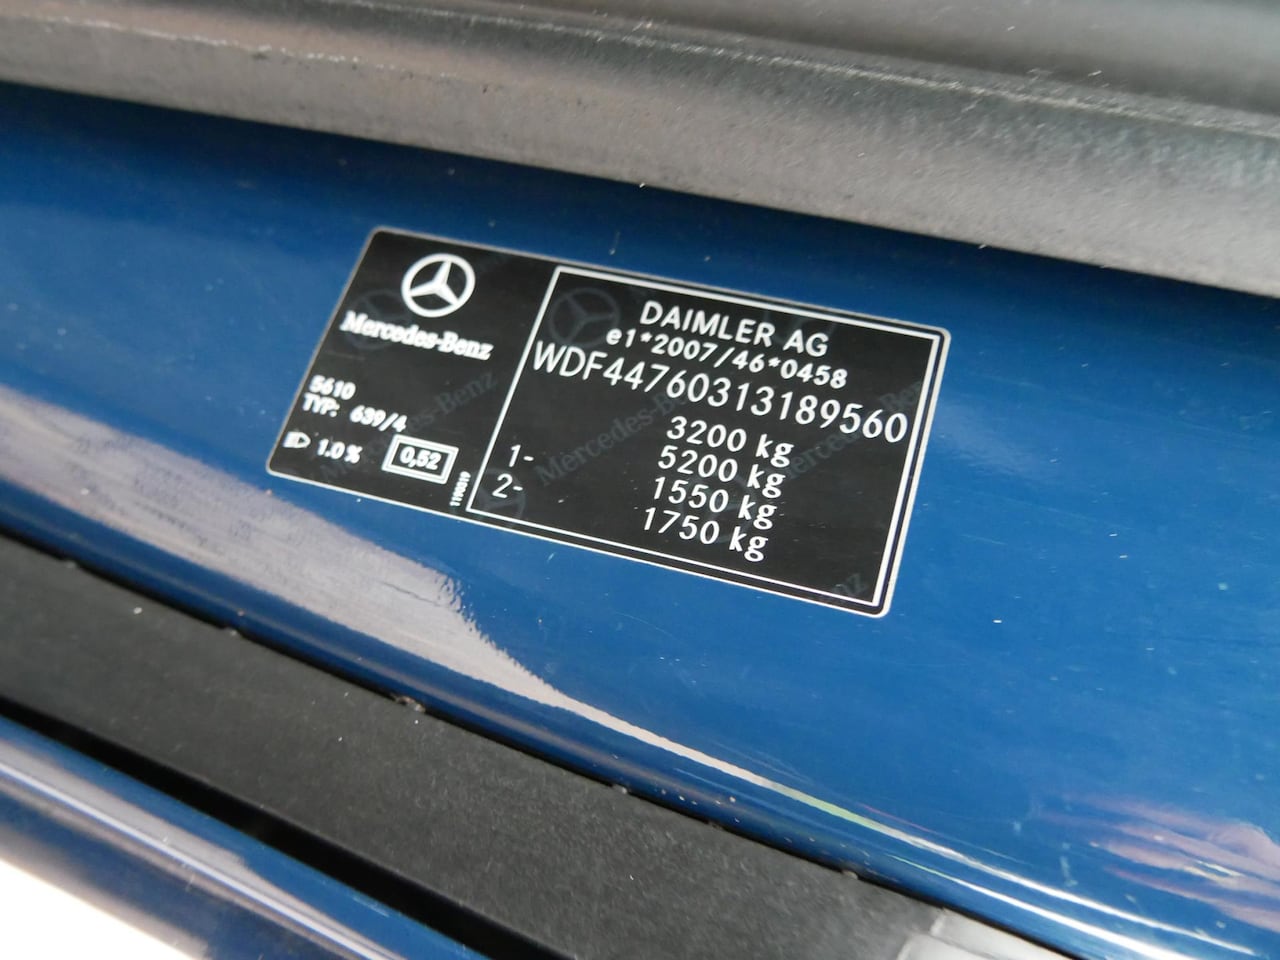 Mercedes-Benz
5610
TYP: 639/4
1.0 %
0,52
1190819
DAIMLER AG
e1*2007/46*0458
WDF44760313189560
3200 kg
5200 kg
1- 1550 kg
2- 1750 kg